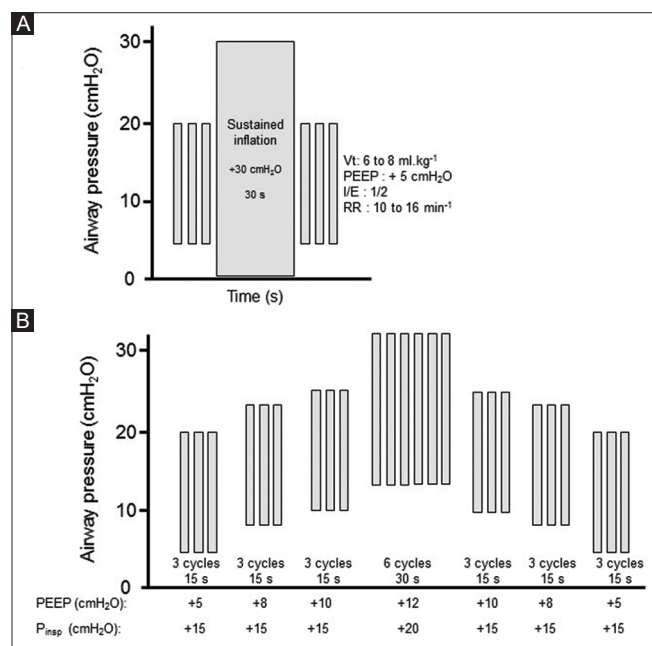 A
Airway pressure (cmH₂O)
30
20
10
0
Sustained
inflation
+30 cmH₂O
30 s
Vt: 6 to 8 ml.kg⁻¹
PEEP : + 5 cmH₂O
I/E : 1/2
RR : 10 to 16 min⁻¹
Time (s)
B
Airway pressure (cmH₂O)
30
20
10
0
3 cycles 3 cycles 3 cycles 6 cycles 3 cycles 3 cycles 3 cycles
15 s 15 s 15 s 30 s 15 s 15 s 15 s
PEEP (cmH₂O): +5 +8 +10 +12 +10 +8 +5
Pinsp (cmH₂O): +15 +15 +15 +20 +15 +15 +15